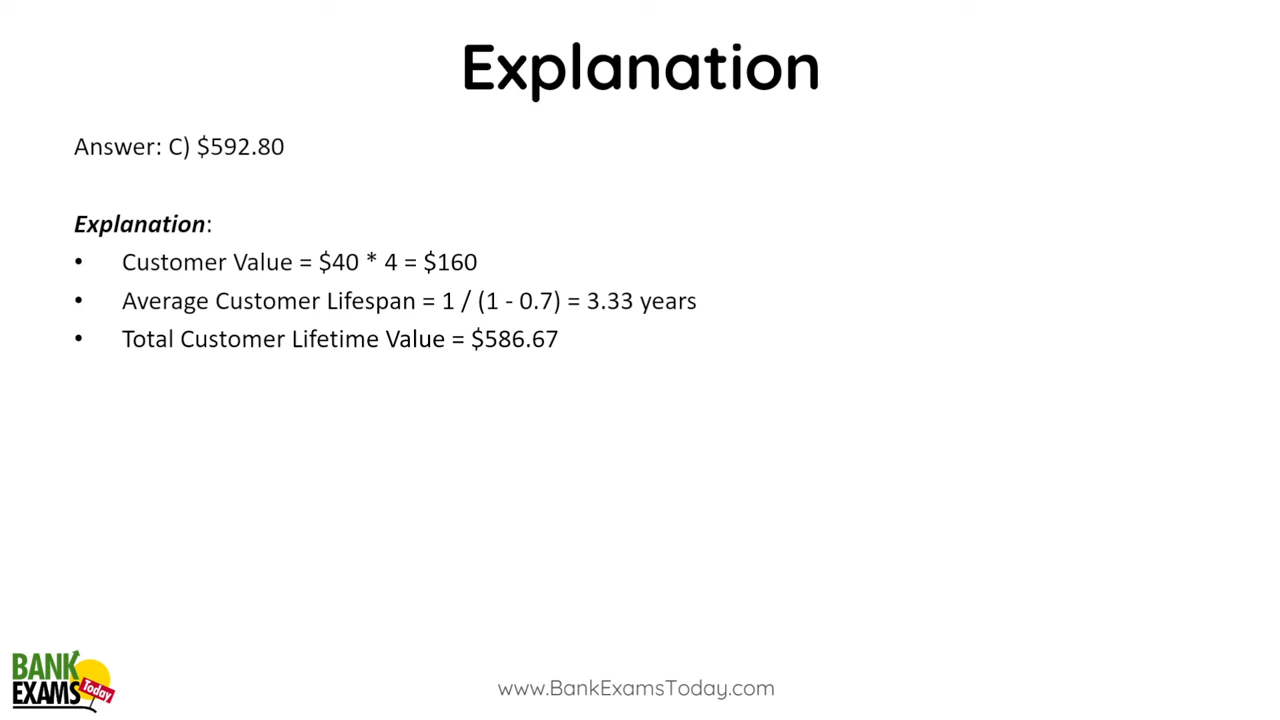 Explanation
Answer: C) $592.80
Explanation:
• Customer Value = $40 * 4 = $160
• Average Customer Lifespan = 1 / (1 - 0.7) = 3.33 years
• Total Customer Lifetime Value = $586.67
BANK
EXAMS
Today
www.BankExamsToday.com